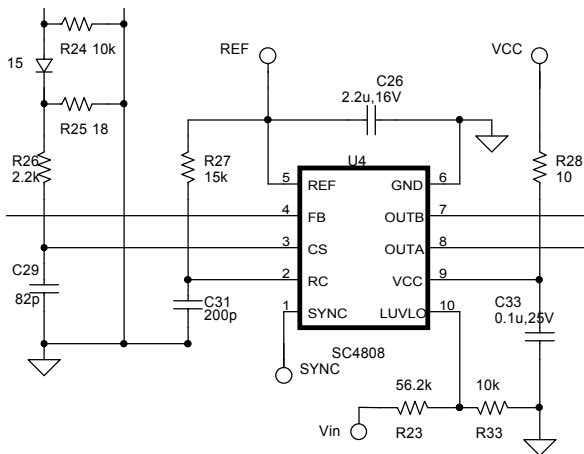 R24 10k
15
R25 18
R26
2.2k
C29
82p
REF
R27
15k
C31
200p
C26
2.2u,16V
VCC
R28
10
U4
5 REF GND 6
4 FB OUTB 7
3 CS OUTA 8
2 RC VCC 9
1 SYNC LUVLO 10
SC4808
SYNC
C33
0.1u,25V
56.2k
10k
Vin
R23
R33